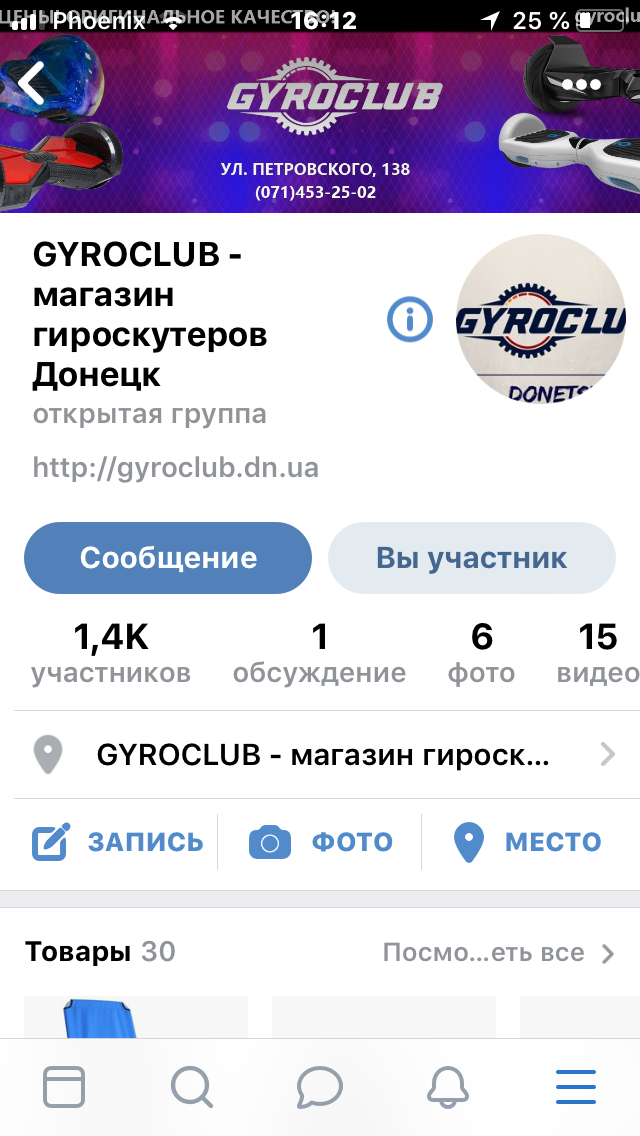 ЦЕНЫ ОРИГИНАЛЬНОЕ КАЧЕСТВО
Phoenix
16:12
25 %
gyroclu
GYROCLUB
УЛ. ПЕТРОВСКОГО, 138
(071)453-25-02
GYROCLUB -
магазин
гироскутеров
Донецк
GYROCLU
DONETS
открытая группа
http://gyroclub.dn.ua
Сообщение
Вы участник
1,4K
1
6
15
участников
обсуждение
фото
видео
GYROCLUB - магазин гироск...
ЗАПИСЬ
ФОТО
МЕСТО
Товары 30
Посмо...еть все